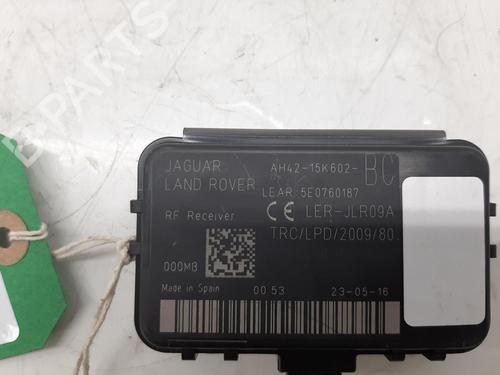 B-PARTS
JAGUAR AH42-15K602-BC
LAND ROVER LEAR 5E0760187
RF Receiver CE LER-JLR09A
TRC/LPD/2009/80
000MB
Made in Spain 00 53 23-05-16